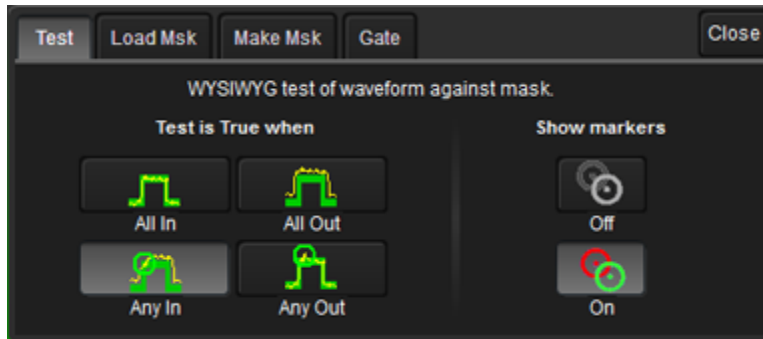 Test Load Msk Make Msk Gate Close
WYSIWYG test of waveform against mask.
Test is True when Show markers
All In All Out Off
Any In Any Out On